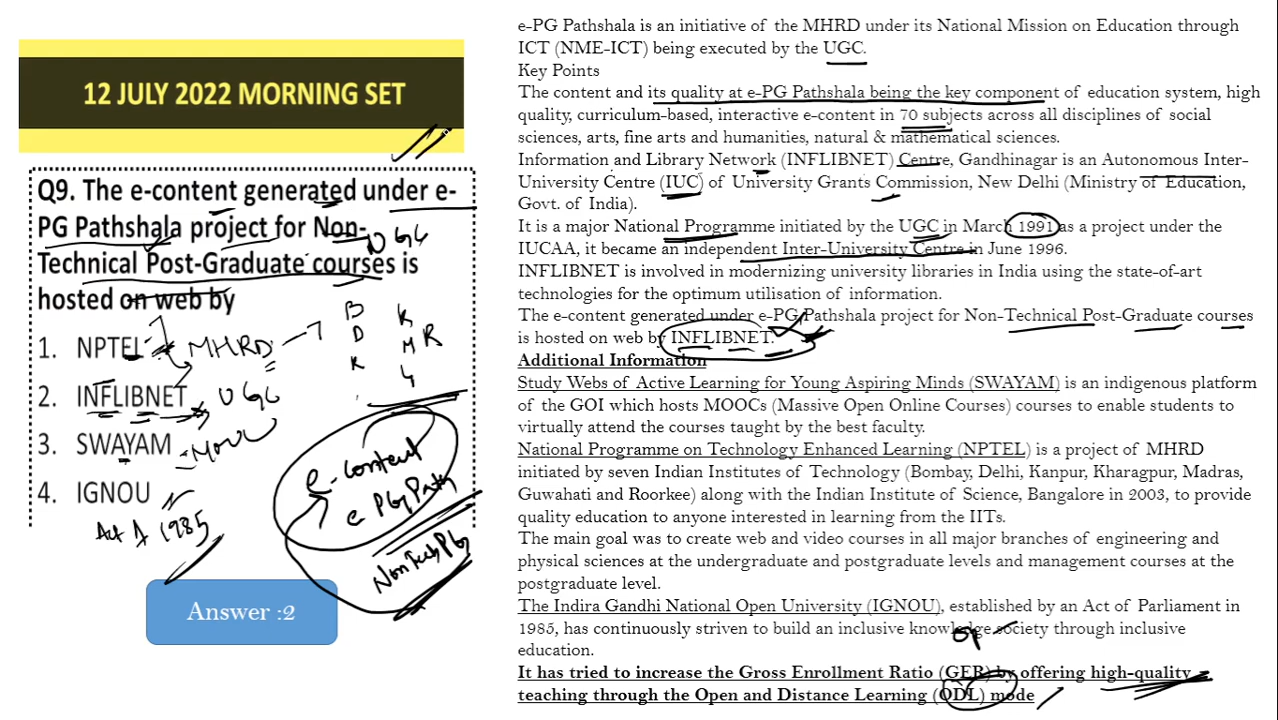 12 JULY 2022 MORNING SET
Q9. The e-content generated under e-
PG Pathshala project for Non-
Technical Post-Graduate courses is
hosted on web by
UGC
1. NPTEL
MHRD
B
D
K
K
M R
G
2. INFLIBNET
UGC
3. SWAYAM
MOOC
4. IGNOU
Act 1985
e-content
e PG Path
Non Tech PG
Answer :2
e-PG Pathshala is an initiative of the MHRD under its National Mission on Education through
ICT (NME-ICT) being executed by the UGC.
Key Points
The content and its quality at e-PG Pathshala being the key component of education system, high
quality, curriculum-based, interactive e-content in 70 subjects across all disciplines of social
sciences, arts, fine arts and humanities, natural & mathematical sciences.
Information and Library Network (INFLIBNET) Centre, Gandhinagar is an Autonomous Inter-
University Centre (IUC) of University Grants Commission, New Delhi (Ministry of Education,
Govt. of India).
It is a major National Programme initiated by the UGC in March 1991 as a project under the
IUCAA, it became an independent Inter-University Centre in June 1996.
INFLIBNET is involved in modernizing university libraries in India using the state-of-art
technologies for the optimum utilisation of information.
The e-content generated under e-PG Pathshala project for Non-Technical Post-Graduate courses
is hosted on web by INFLIBNET.
Additional Information
Study Webs of Active Learning for Young Aspiring Minds (SWAYAM) is an indigenous platform
of the GOI which hosts MOOCs (Massive Open Online Courses) courses to enable students to
virtually attend the courses taught by the best faculty.
National Programme on Technology Enhanced Learning (NPTEL) is a project of MHRD
initiated by seven Indian Institutes of Technology (Bombay, Delhi, Kanpur, Kharagpur, Madras,
Guwahati and Roorkee) along with the Indian Institute of Science, Bangalore in 2003, to provide
quality education to anyone interested in learning from the IITs.
The main goal was to create web and video courses in all major branches of engineering and
physical sciences at the undergraduate and postgraduate levels and management courses at the
postgraduate level.
The Indira Gandhi National Open University (IGNOU), established by an Act of Parliament in
1985, has continuously striven to build an inclusive knowledge society through inclusive
education.
It has tried to increase the Gross Enrollment Ratio (GER) by offering high-quality
teaching through the Open and Distance Learning (ODL) mode